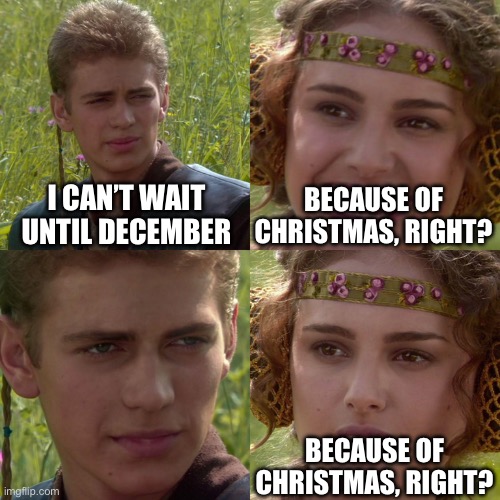 I CAN'T WAIT
UNTIL DECEMBER
BECAUSE OF
CHRISTMAS, RIGHT?
BECAUSE OF
CHRISTMAS, RIGHT?
imgflip.com